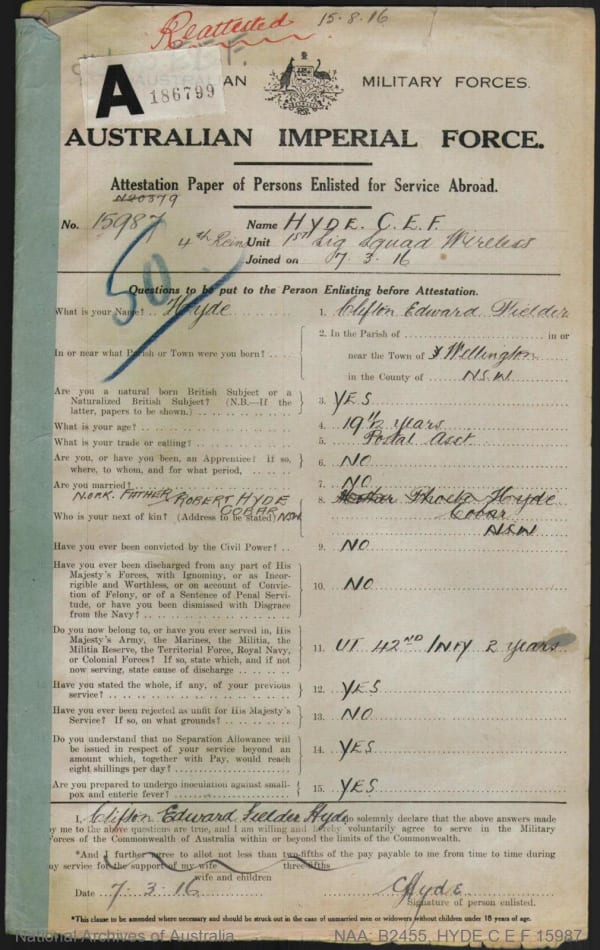 Reattested 15.8.16
A
186799
AN MILITARY FORCES.
AUSTRALIAN IMPERIAL FORCE.
Attestation Paper of Persons Enlisted for Service Abroad.
No. 15987 Name HYDE. C.E.F.
4th Rein Unit 1st Sig Squad Wireless
Joined on 7.3.16
50
Questions to be put to the Person Enlisting before Attestation.
What is your Name? Hyde 1. Clifton Edward Fielder
In or near what Parish or Town were you born? 2. In the Parish of in or
near the Town of Wellington
in the County of NSW
Are you a natural born British Subject or a
Naturalized British Subject? (N.B.—If the
latter, papers to be shown.) 3. YES
What is your age? 4. 19 1/2 years
What is your trade or calling? 5. Postal Asst
Are you, or have you been, an Apprentice? If so,
where, to whom, and for what period, 6. NO
Are you married? 7. NO
N.O.K. FATHER ROBERT HYDE 8. Phoeba Hyde
COBAR Cobar
Who is your next of kin? (Address to be stated) NSW NSW
Have you ever been convicted by the Civil Power? 9. NO
Have you ever been discharged from any part of His
Majesty's Forces, with Ignominy, or as Incor-
rigible and Worthless, or on account of Convic-
tion of Felony, or of a Sentence of Penal Servi-
tude, or have you been dismissed with Disgrace
from the Navy? 10. NO
Do you now belong to, or have you ever served in, His
Majesty's Army, the Marines, the Militia, the
Militia Reserve, the Territorial Force, Royal Navy,
or Colonial Forces? If so, state which, and if not
now serving, state cause of discharge 11. UT 42ND INFY 2 years
Have you stated the whole, if any, of your previous
service? 12. YES
Have you ever been rejected as unfit for His Majesty's
Service? If so, on what grounds? 13. NO
Do you understand that no Separation Allowance will
be issued in respect of your service beyond an
amount which, together with Pay, would reach
eight shillings per day? 14. YES
Are you prepared to undergo inoculation against small-
pox and enteric fever? 15. YES
I, Clifton Edward Fielder Hyde do solemnly declare that the above answers made
by me to the above questions are true, and I am willing and hereby voluntarily agree to serve in the Military
Forces of the Commonwealth of Australia within or beyond the limits of the Commonwealth.
*And I further agree to allot not less than two-fifths of the pay payable to me from time to time during
my service for the support of my wife three-fifths
wife and children
Date 7.3.16 C Hyde
Signature of person enlisted.
*This clause to be amended where necessary and should be struck out in the case of unmarried men or widowers without children under 18 years of age.
National Archives of Australia NAA: B2455, HYDE C E F 15987